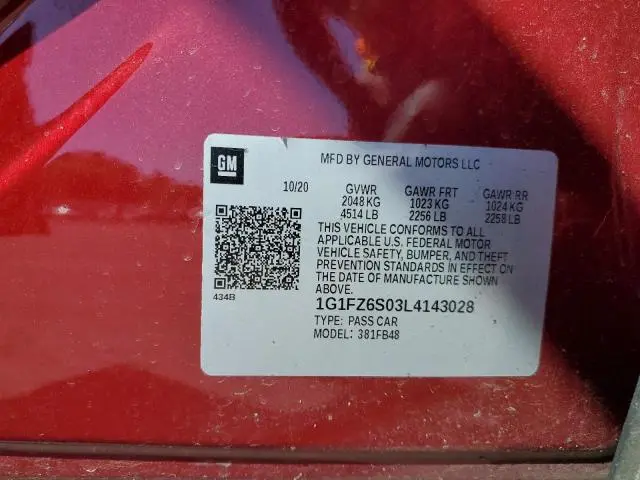 GM
MFD BY GENERAL MOTORS LLC
10/20 GVWR GAWR FRT GAWR RR
2048 KG 1023 KG 1024 KG
4514 LB 2256 LB 2258 LB
THIS VEHICLE CONFORMS TO ALL
APPLICABLE U.S. FEDERAL MOTOR
VEHICLE SAFETY, BUMPER, AND THEFT
PREVENTION STANDARDS IN EFFECT ON
THE DATE OF MANUFACTURE SHOWN
ABOVE.
434B
1G1FZ6S03L4143028
TYPE: PASS CAR
MODEL: 381FB48